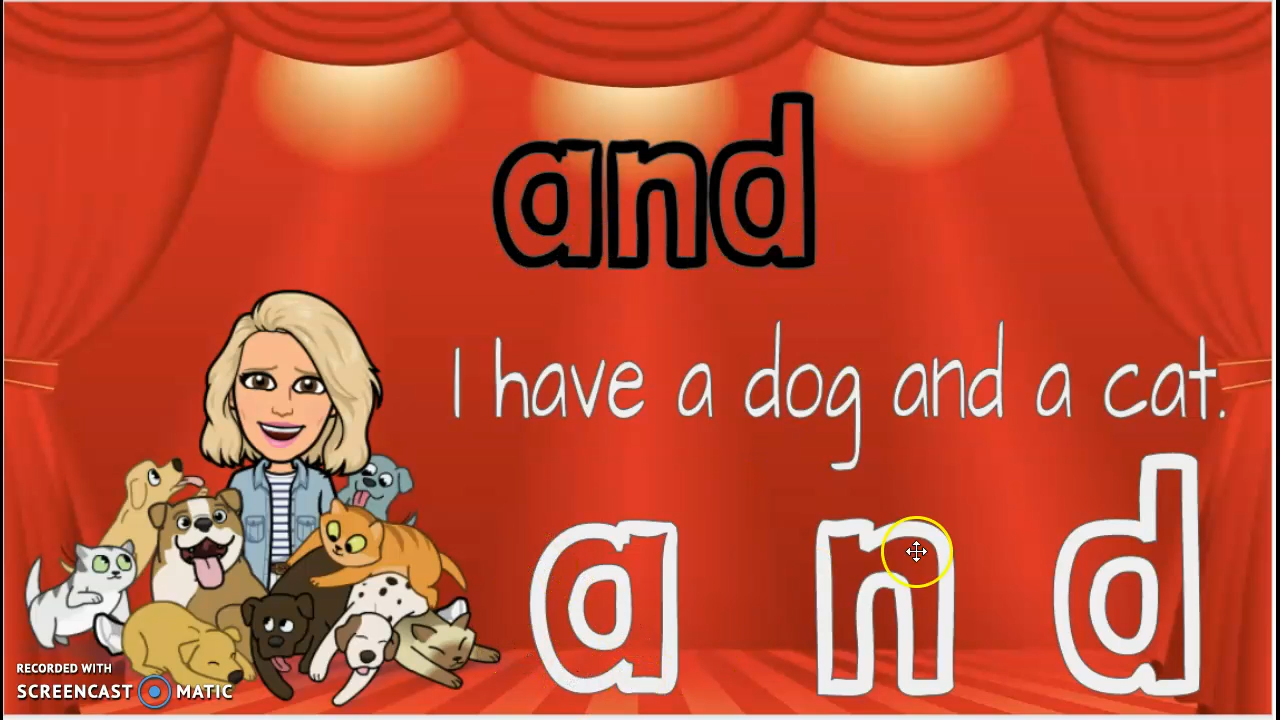 and
I have a dog and a cat.
a n d
RECORDED WITH
SCREENCAST MATIC